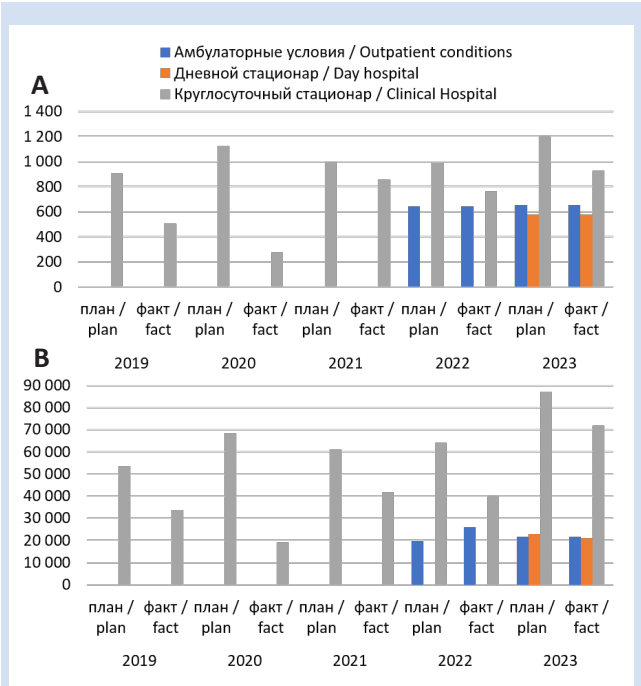 Амбулаторные условия / Outpatient conditions
Дневной стационар / Day hospital
Круглосуточный стационар / Clinical Hospital
A
1 400
1 200
1 000
800
600
400
200
0
план / факт / план / факт / план / факт / план / факт / план / факт /
plan fact plan fact plan fact plan fact plan fact
2019 2020 2021 2022 2023
B
90 000
80 000
70 000
60 000
50 000
40 000
30 000
20 000
10 000
0
план / факт / план / факт / план / факт / план / факт / план / факт /
plan fact plan fact plan fact plan fact plan fact
2019 2020 2021 2022 2023